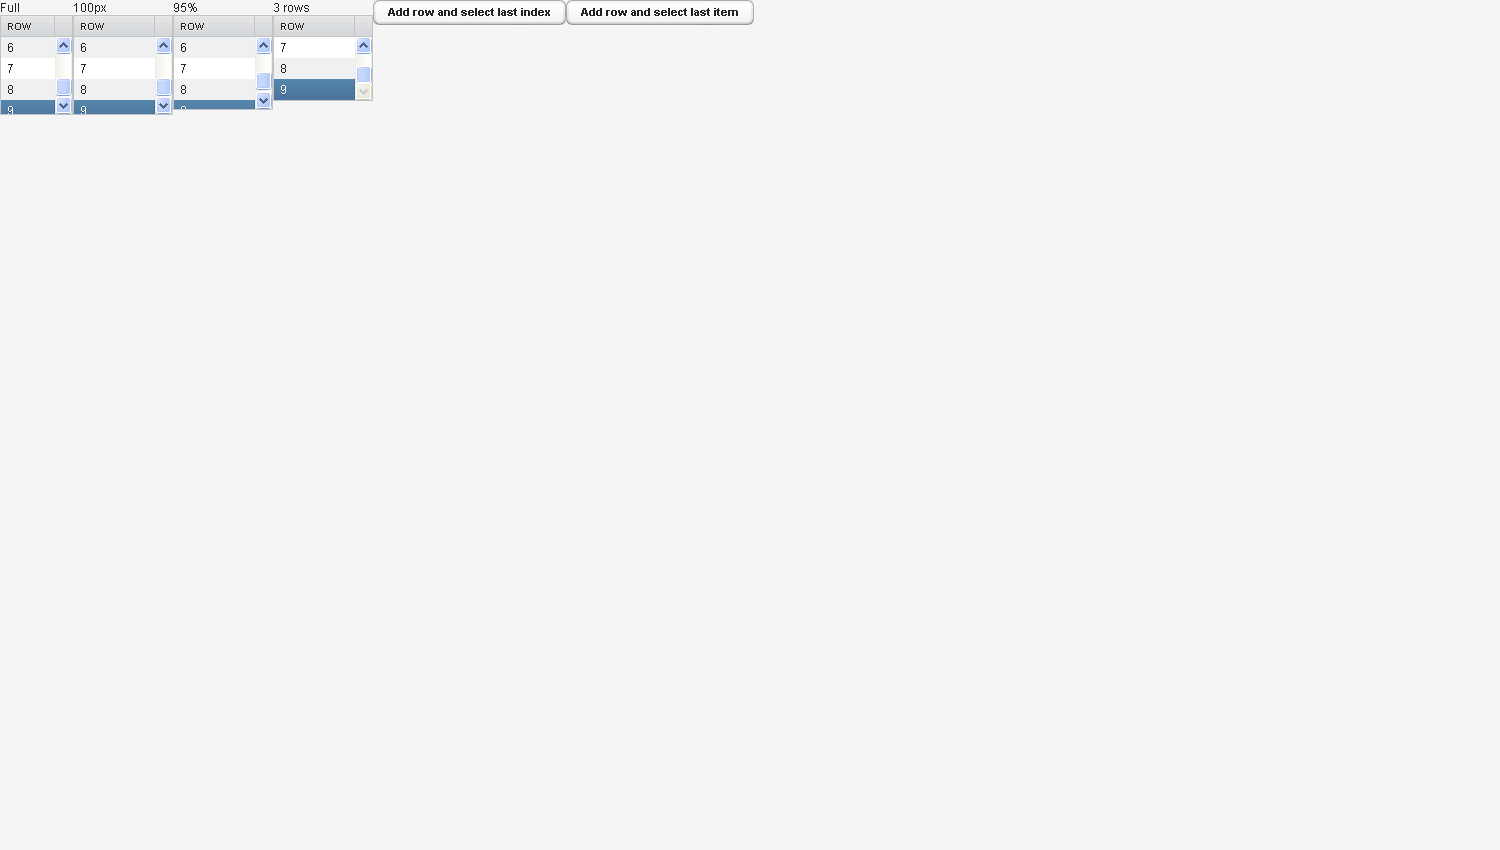 Full 100px 95% 3 rows Add row and select last index Add row and select last item
ROW ROW ROW ROW
6 6 6 7
7 7 7 8
8 8 8 9
9 9